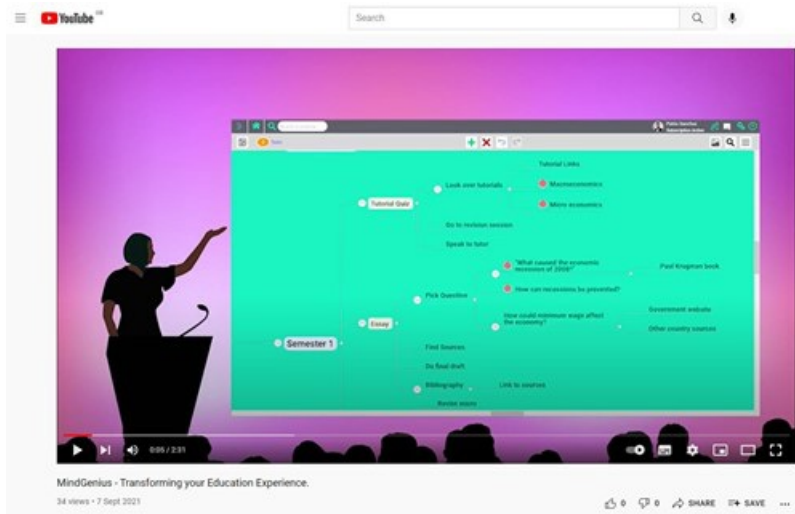 YouTube GB
Search
Tutorial Links
Look over tutorials
Macroeconomics
Tutorial Quiz
Micro economics
Go to revision session
Speak to tutor
"What caused the economic
recession of 2008?"
Paul Krugman book
Pick Question
How can recessions be prevented?
Government website
How could minimum wage affect
the economy?
Essay
Other country sources
Semester 1
Find Sources
Do final draft
Bibliography
Link to sources
Revise essay
0:05 / 2:31
MindGenius - Transforming your Education Experience.
34 views • 7 Sept 2021
0
0
SHARE
SAVE